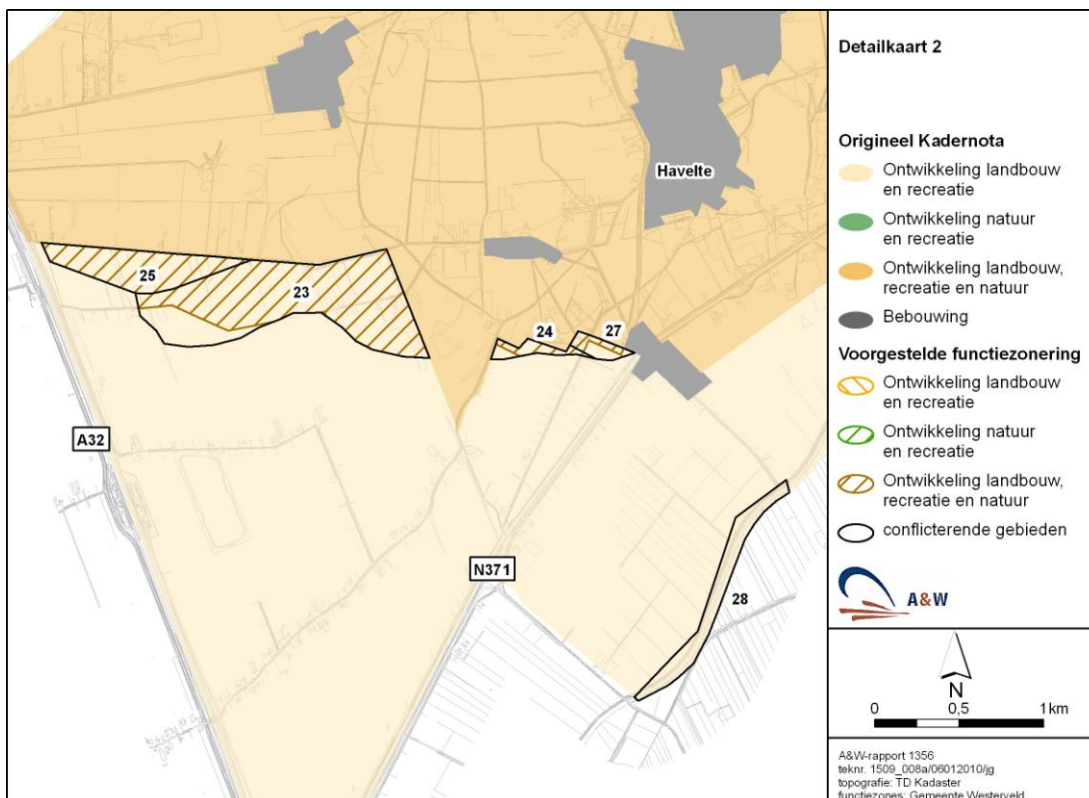 Detailkaart 2
Origineel Kadernota
Ontwikkeling landbouw
en recreatie
Ontwikkeling natuur
en recreatie
Ontwikkeling landbouw,
recreatie en natuur
Bebouwing
Voorgestelde functiezonering
Ontwikkeling landbouw
en recreatie
Ontwikkeling natuur
en recreatie
Ontwikkeling landbouw,
recreatie en natuur
conflicterende gebieden
A&W
N
0 0,5 1 km
A&W-rapport 1356
teknr. 1509_008a/06012010/jg
topografie: TD Kadaster
functiezones: Gemeente Westerveld
Havelte
25
23
24
27
A32
N371
28